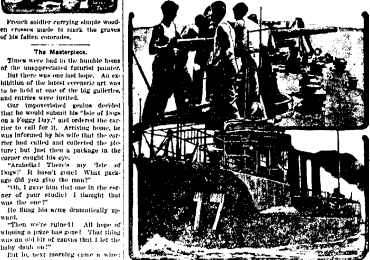 French soldier carrying simple wood-
en crosses made to mark the graves
of his fallen comrades.
The Masterpiece.
Times were bad in the humble home
of the unappreciated futurist painter.
But there was one last hope. An ex-
hibition of the latest eccentric art was
to be held at one of the big galleries,
and entries were invited.
Our impoverished genius decided
that he would submit his "Isle of Dogs
on a Foggy Day," and ordered the car-
rier to call for it. Arriving home, he
was informed by his wife that the car-
rier had called and collected the pic-
ture; but just then a package in the
corner caught his eye.
"Arabella! There's my 'Isle of
Dogs!' It hasn't gone! What pack-
age did you give the man?"
"Oh, I gave him that one in the cor-
ner of your studio! I thought that
was the one!"
He flung his arms dramatically up-
ward.
"Then we're ruined! All hope of
winning a prize has gone! That thing
was an old bit of canvas that I let the
baby daub on!"
But lo, next morning came a wire: